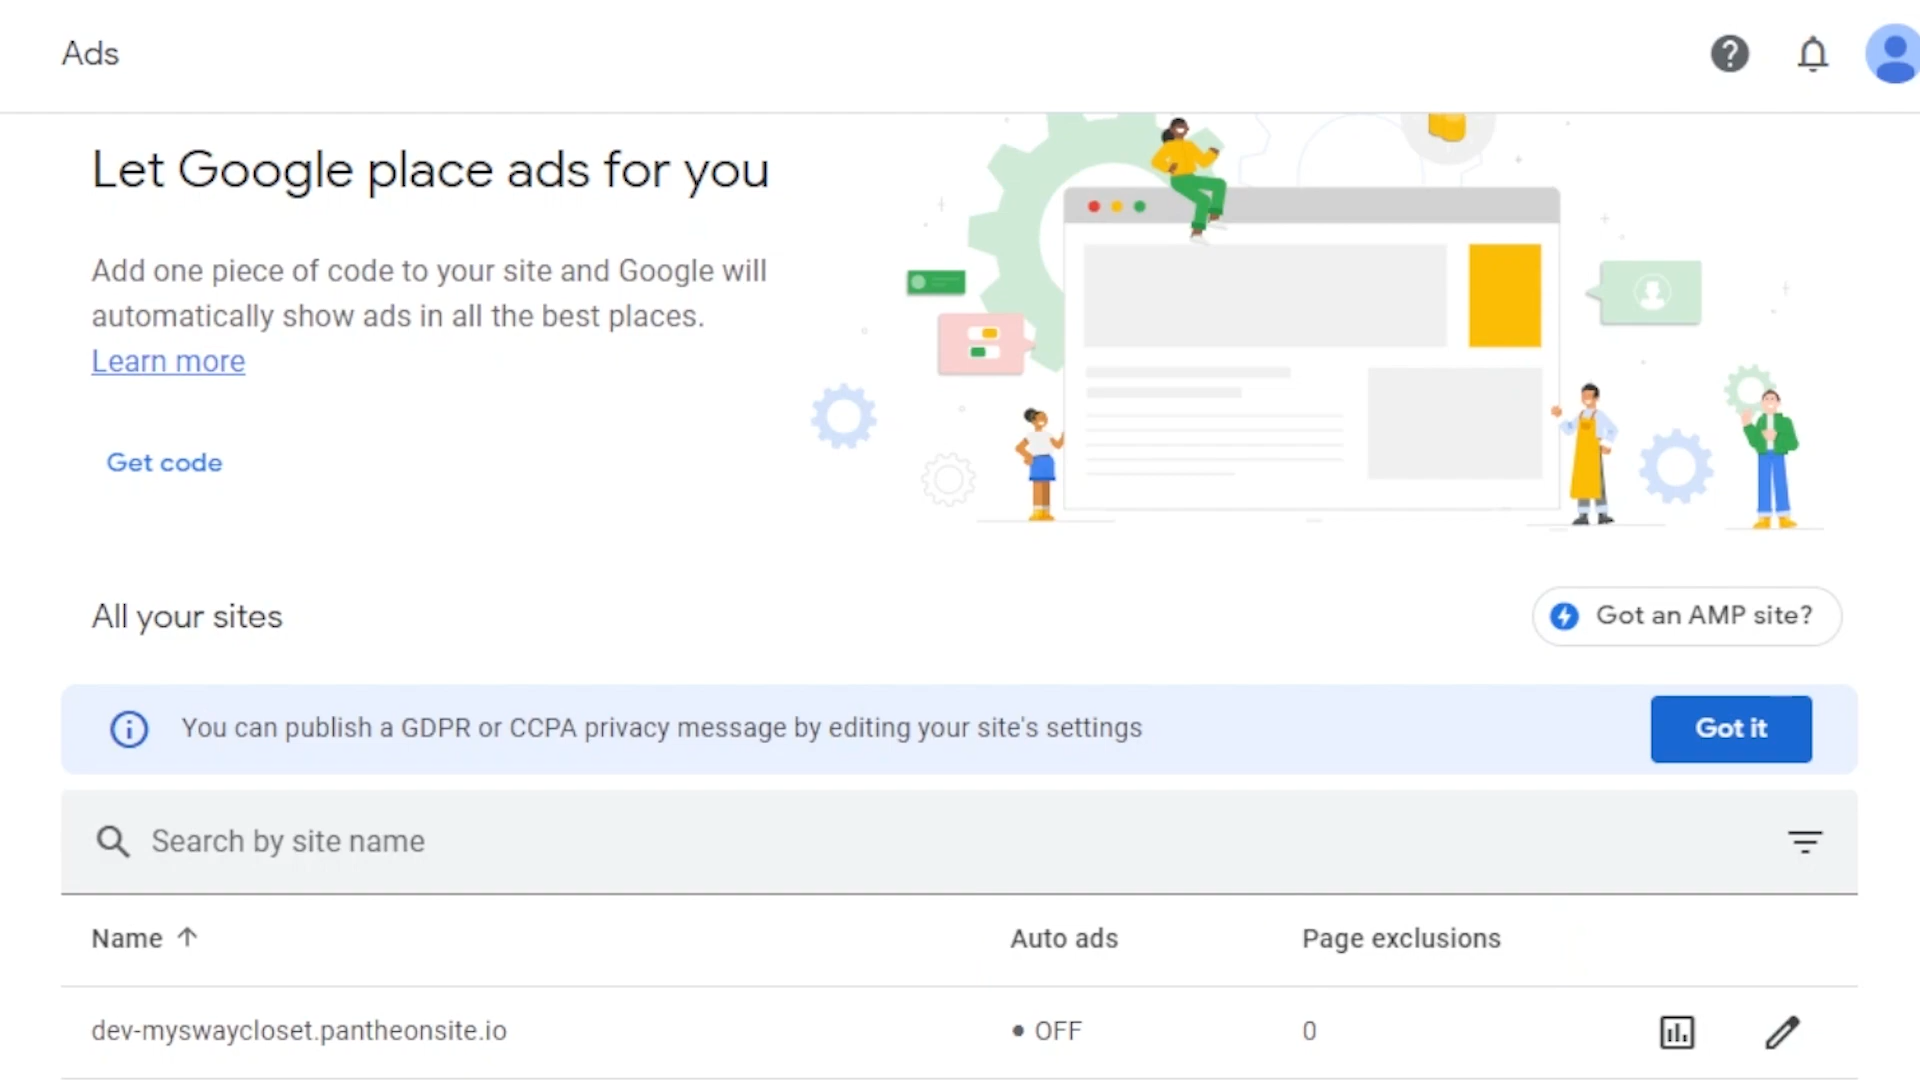 Ads
Let Google place ads for you
Add one piece of code to your site and Google will
automatically show ads in all the best places.
Learn more
Get code
All your sites
Got an AMP site?
You can publish a GDPR or CCPA privacy message by editing your site's settings
Got it
Search by site name
Name
Auto ads
Page exclusions
dev-myswaycloset.pantheonsite.io
OFF
0